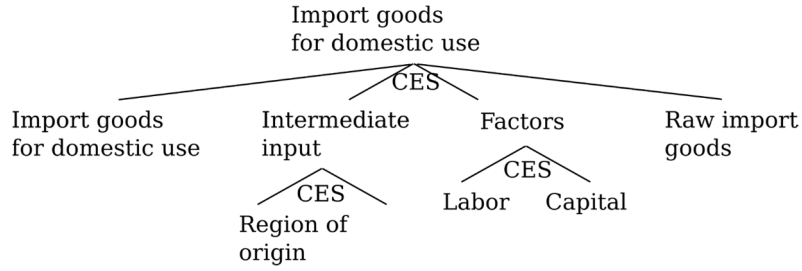 Import goods
for domestic use
CES
Import goods
for domestic use
Intermediate
input
Factors
Raw import
goods
CES
CES
Labor
Capital
Region of
origin